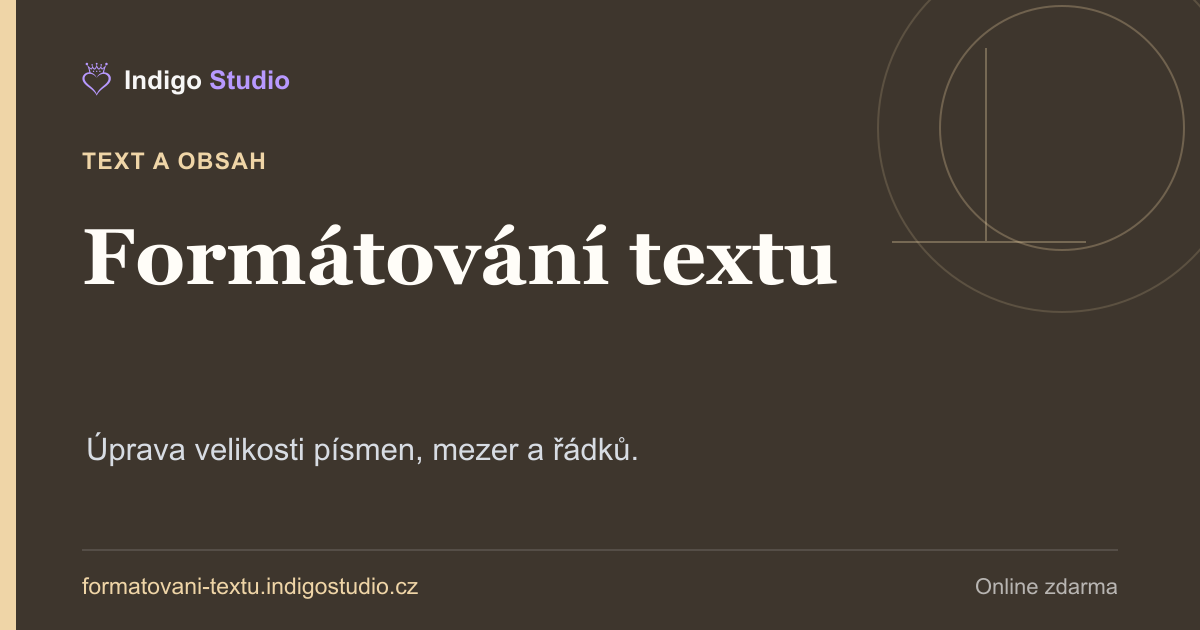 Indigo Studio
TEXT A OBSAH
Formátování textu
Úprava velikosti písmen, mezer a řádků.
formatovani-textu.indigostudio.cz
Online zdarma